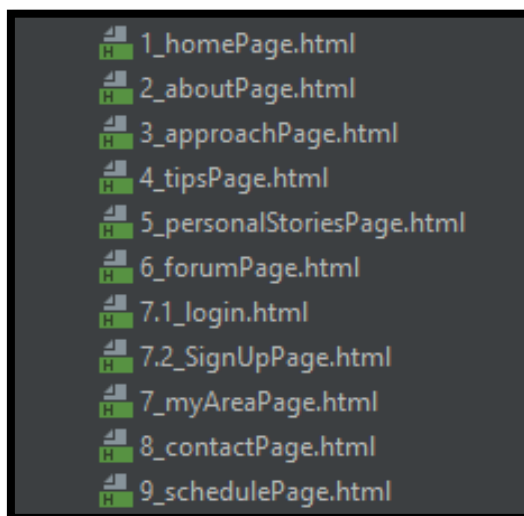 1_homePage.html
2_aboutPage.html
3_approachPage.html
4_tipsPage.html
5_personalStoriesPage.html
6_forumPage.html
7.1_login.html
7.2_SignUpPage.html
7_myAreaPage.html
8_contactPage.html
9_schedulePage.html